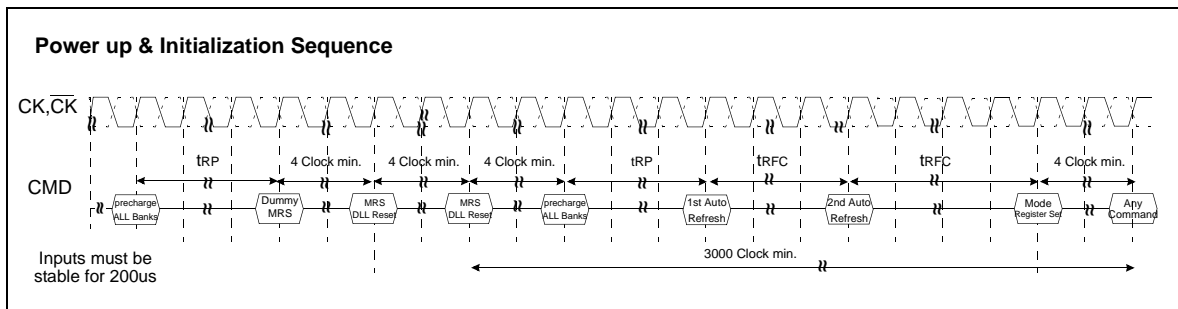 Power up & Initialization Sequence
CK,CK
tRP 4 Clock min. 4 Clock min. 4 Clock min. tRP tRFC tRFC 4 Clock min.
CMD
precharge ALL Banks
Dummy MRS
MRS DLL Reset
MRS DLL Reset
precharge ALL Banks
1st Auto Refresh
2nd Auto Refresh
Mode Register Set
Any Command
Inputs must be
stable for 200us
3000 Clock min.